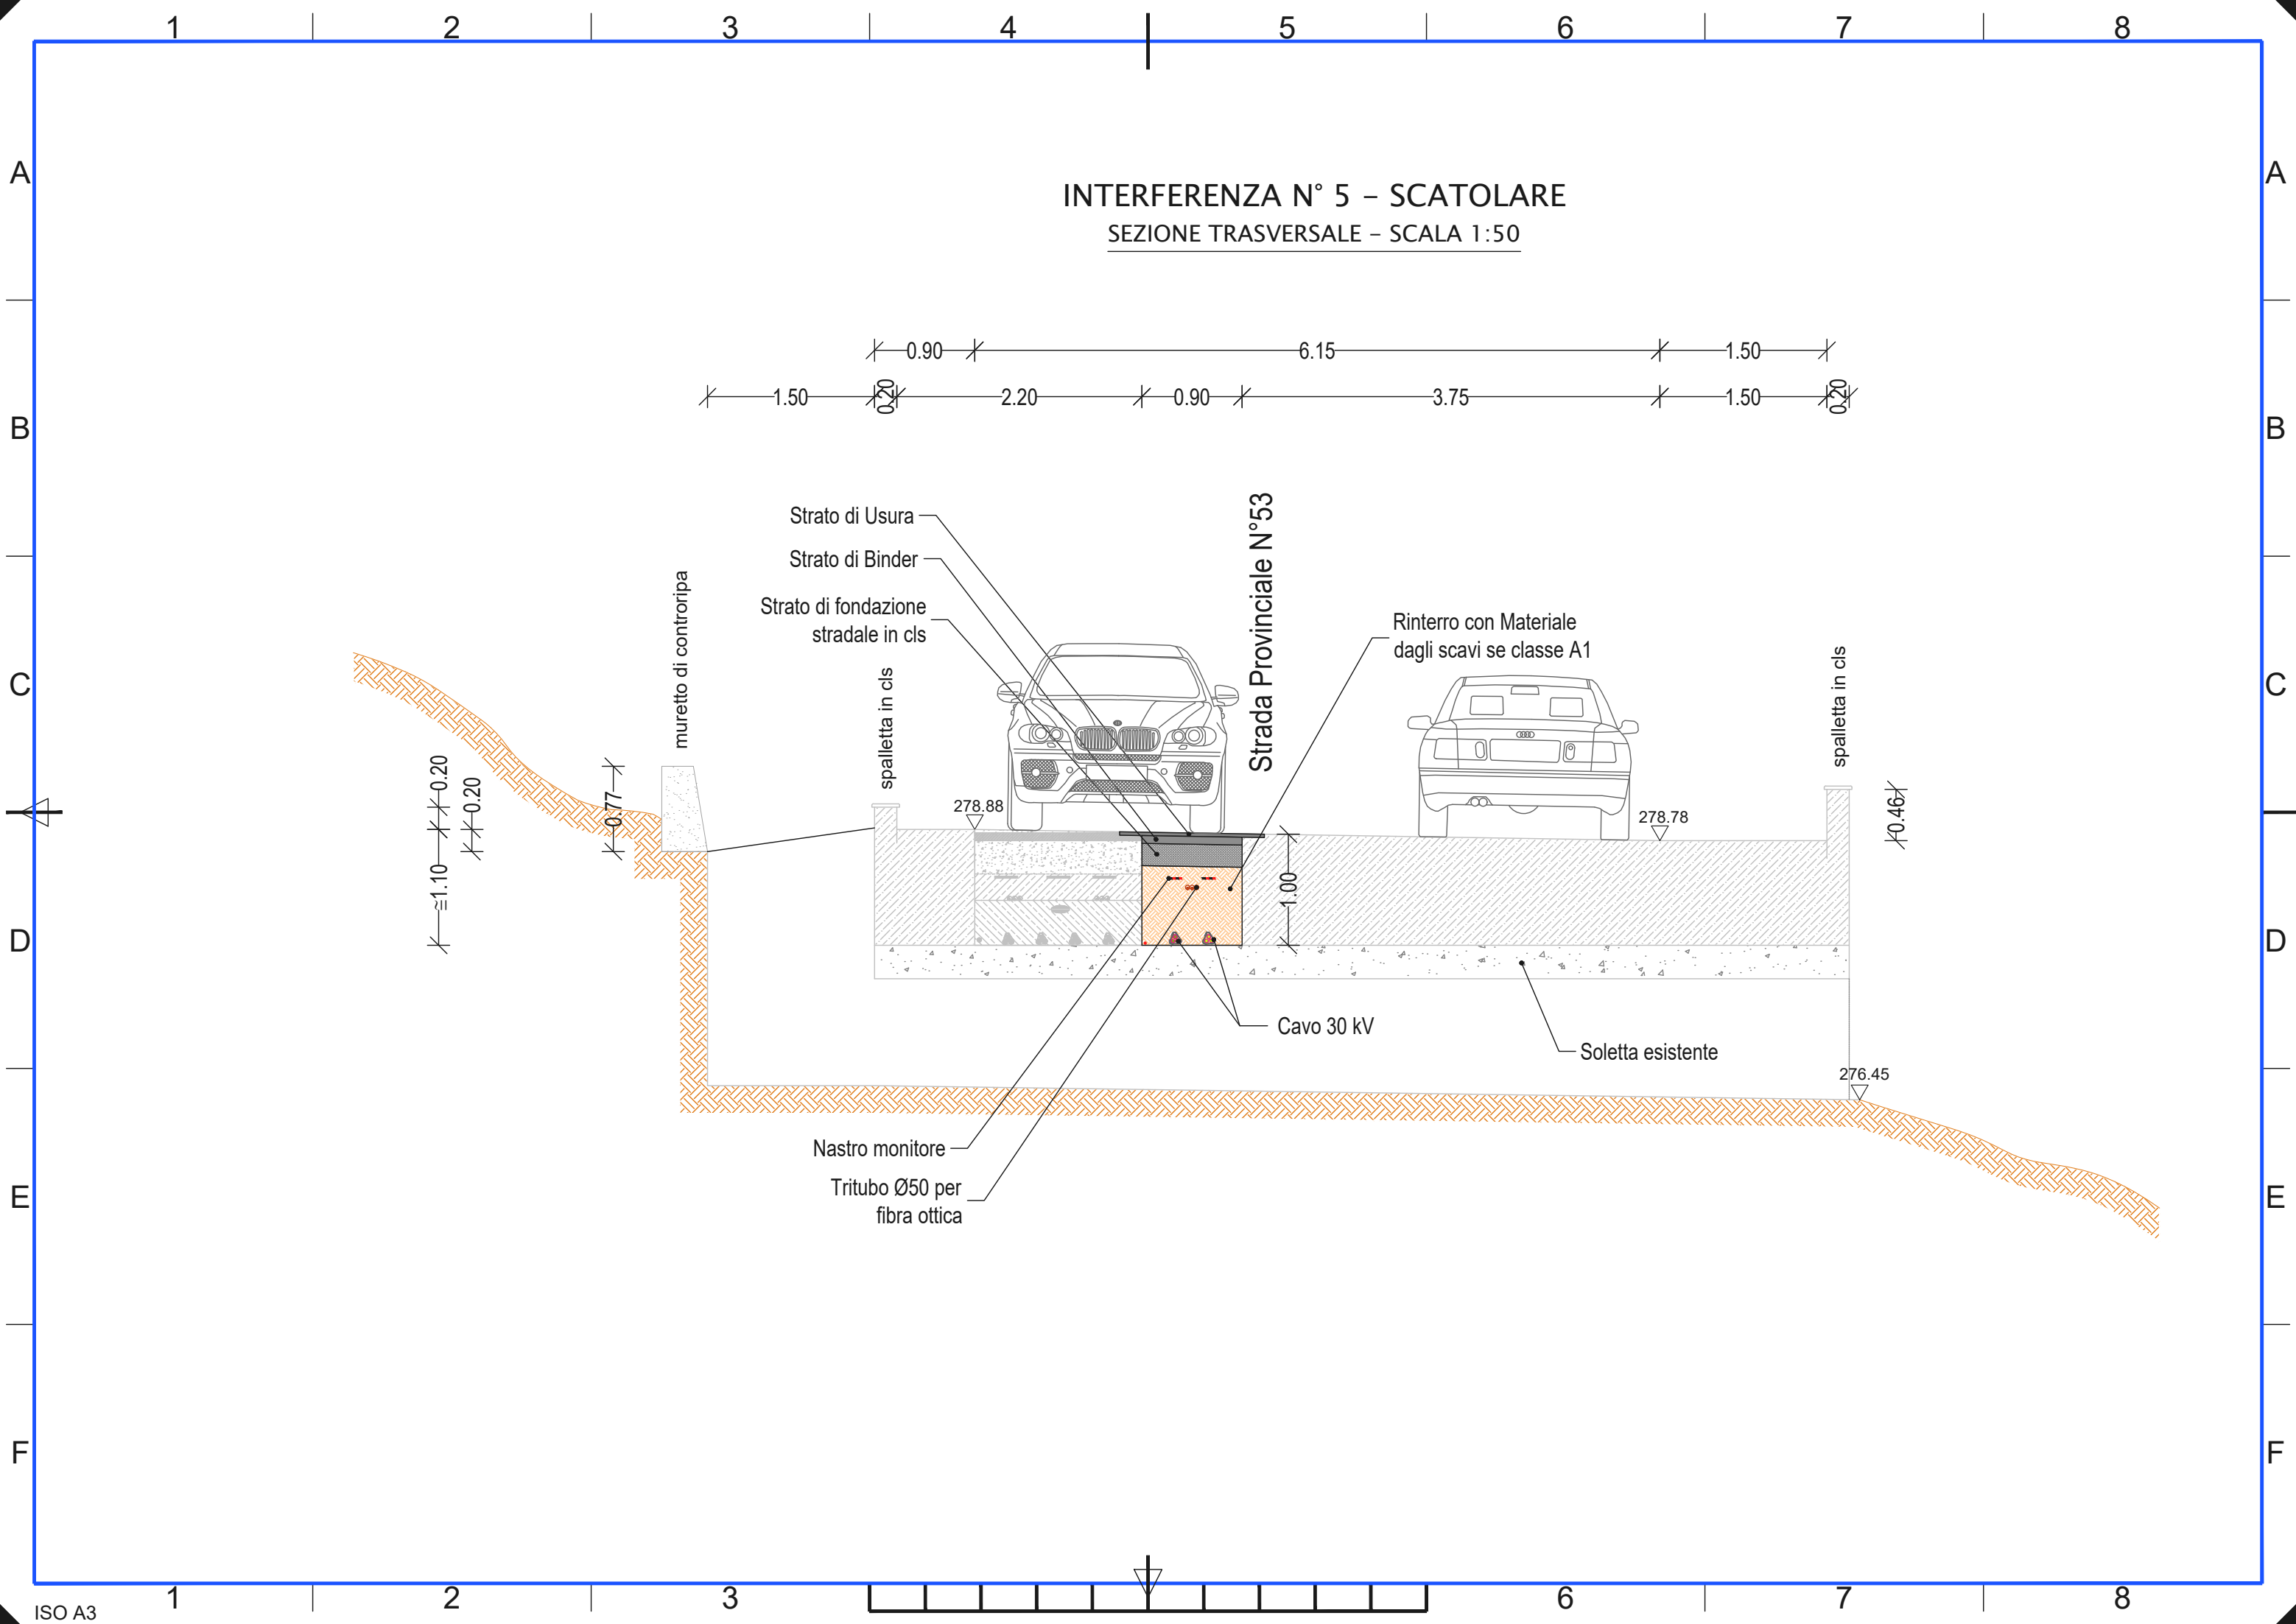 1 2 3 4 5 6 7 8
A A
INTERFERENZA N° 5 – SCATOLARE
SEZIONE TRASVERSALE – SCALA 1:50
0.90 6.15 1.50
1.50 0.20 2.20 0.90 3.75 1.50 0.20
B B
Strato di Usura
Strato di Binder
Strato di fondazione
stradale in cls
muretto di controripa
spalletta in cls
Strada Provinciale N°53
Rinterro con Materiale
dagli scavi se classe A1
spalletta in cls
C C
0.20
0.20
0.77
≃1.10
278.88
278.78
0.46
1.00
D D
Cavo 30 kV
Soletta esistente
276.45
Nastro monitore
Tritubo Ø50 per
fibra ottica
E E
F F
1 2 3 6 7 8
ISO A3